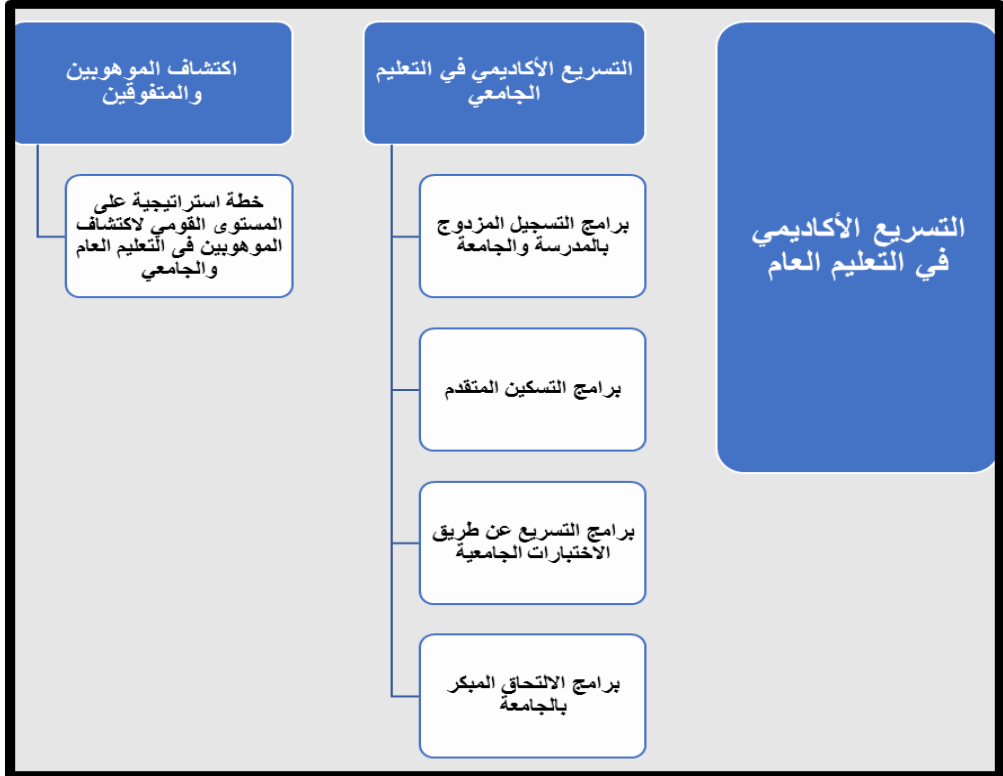 التسريع الأكاديمي
في التعليم العام
التسريع الأكاديمي في التعليم
الجامعي
برامج التسجيل المزدوج
بالمدرسة والجامعة
برامج التسكين المتقدم
برامج التسريع عن طريق
الاختبارات الجامعية
برامج الالتحاق المبكر
بالجامعة
اكتشاف الموهوبين
والمتفوقين
خطة استراتيجية على
المستوى القومي لاكتشاف
الموهوبين في التعليم العام
والجامعي